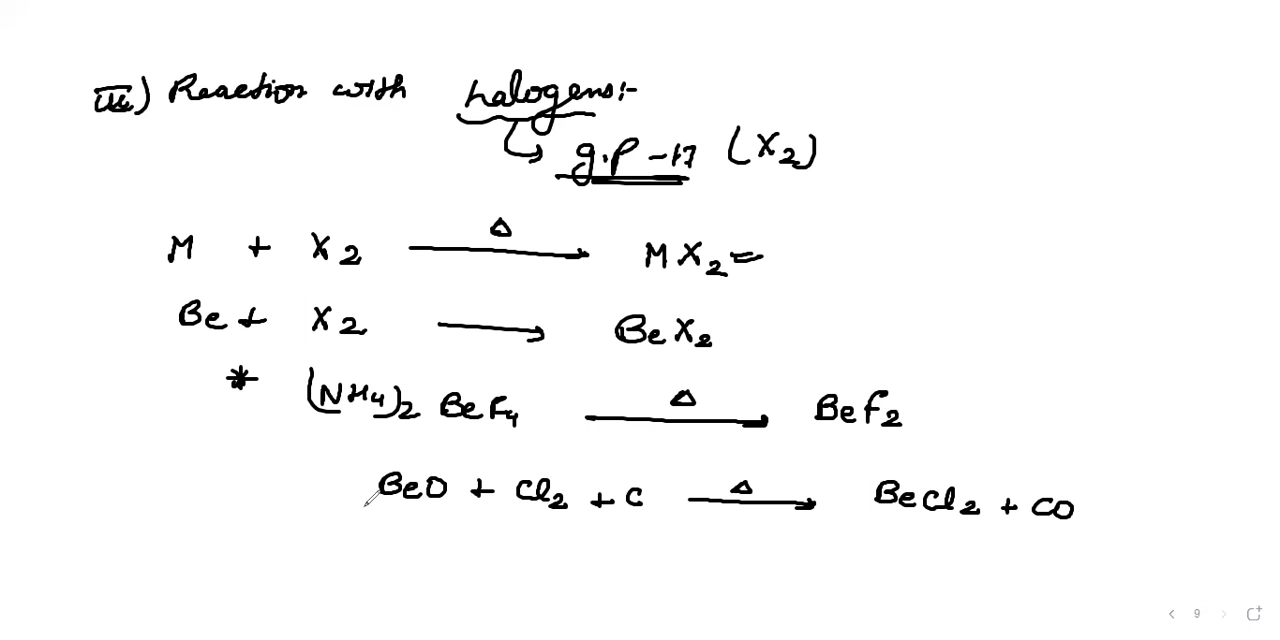 iii) Reaction with halogens:-
g.P-17 (X2)
M + X2 —Δ→ MX2=
Be + X2 → BeX2
* (NH4)2 BeF4 —Δ→ BeF2
BeO + Cl2 + C —Δ→ BeCl2 + CO
9